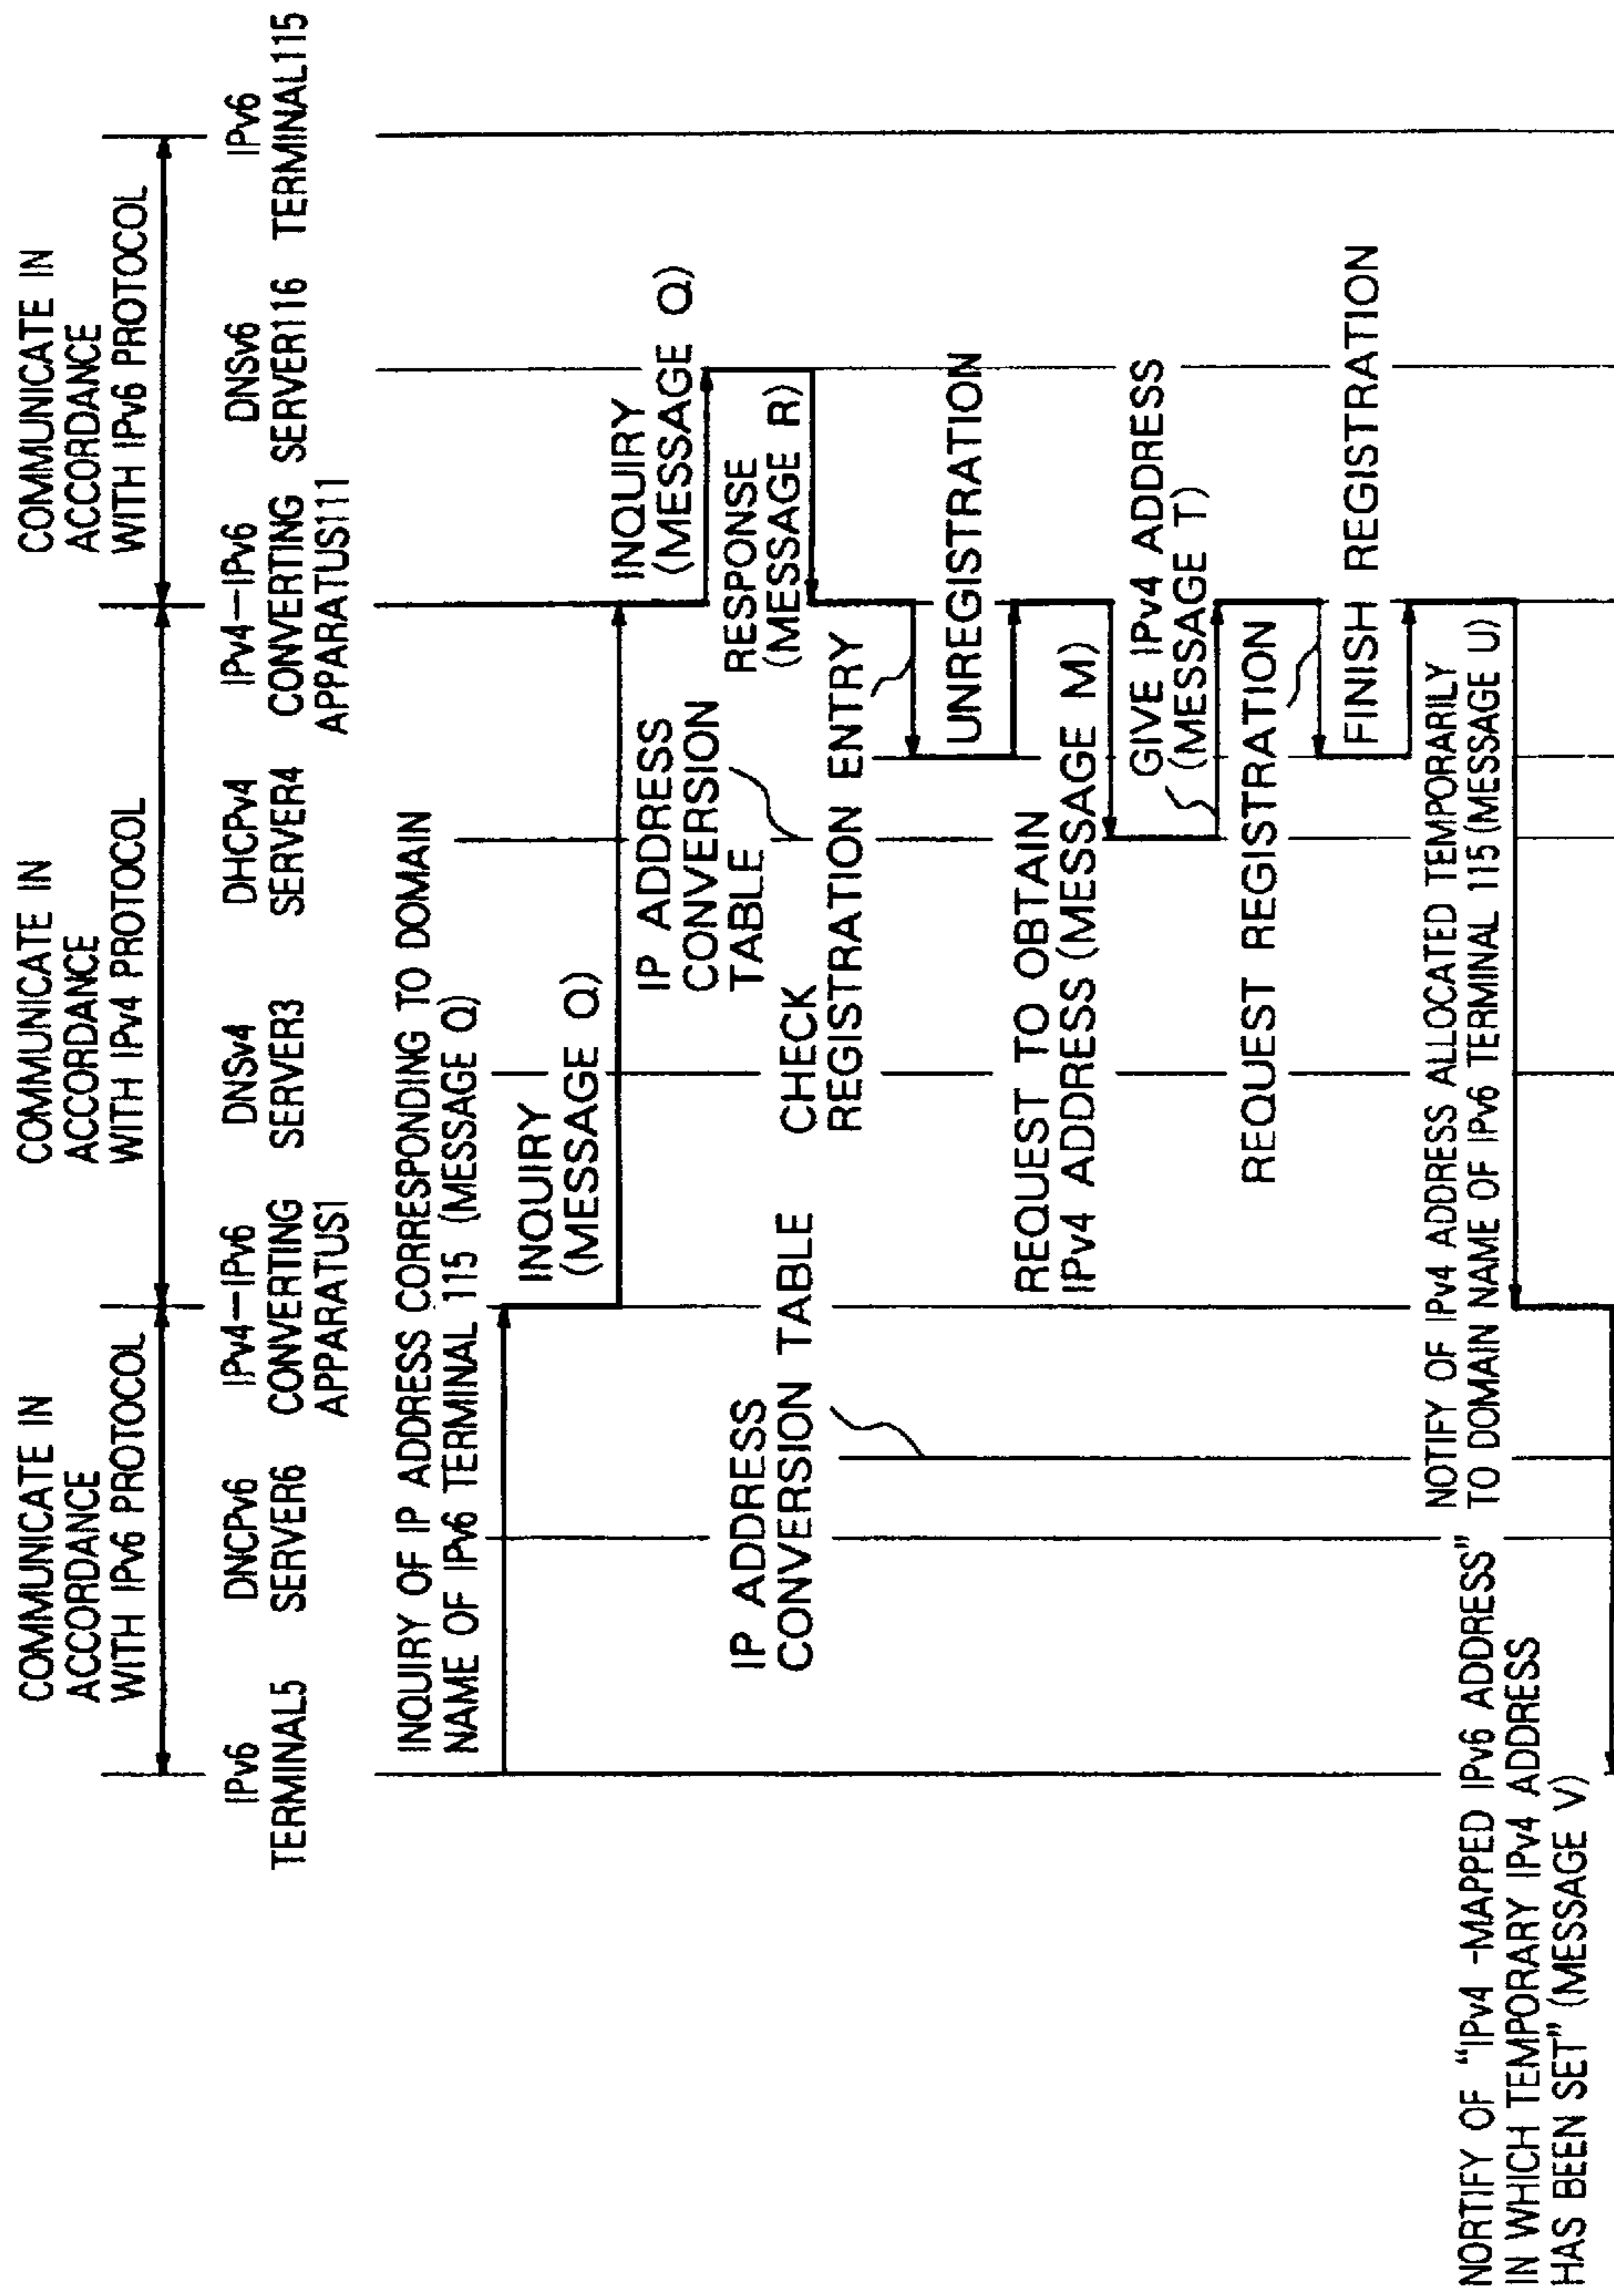 COMMUNICATE IN
ACCORDANCE
WITH IPv6 PROTOCOL
COMMUNICATE IN
ACCORDANCE
WITH IPv4 PROTOCOL
COMMUNICATE IN
ACCORDANCE
WITH IPv6 PROTOCOL
IPv6
TERMINAL5
DNCPv6
SERVER6
IPv4-IPv6
CONVERTING
APPARATUS1
DNSv4
SERVER3
DHCPv4
SERVER4
IPv4-IPv6
CONVERTING
APPARATUS111
DNSv6
SERVER116
IPv6
TERMINAL115
INQUIRY OF IP ADDRESS CORRESPONDING TO DOMAIN
NAME OF IPv6 TERMINAL 115 (MESSAGE Q)
INQUIRY
(MESSAGE Q)
INQUIRY
(MESSAGE Q)
IP ADDRESS
CONVERSION
TABLE
RESPONSE
(MESSAGE R)
IP ADDRESS
CONVERSION TABLE
CHECK
REGISTRATION ENTRY
UNREGISTRATION
REQUEST TO OBTAIN
IPv4 ADDRESS (MESSAGE M)
GIVE IPv4 ADDRESS
(MESSAGE T)
REQUEST REGISTRATION
FINISH REGISTRATION
NOTIFY OF IPv4 ADDRESS ALLOCATED TEMPORARILY
TO DOMAIN NAME OF IPv6 TERMINAL 115 (MESSAGE U)
NORTIFY OF “IPv4 -MAPPED IPv6 ADDRESS”
IN WHICH TEMPORARY IPv4 ADDRESS
HAS BEEN SET” (MESSAGE V)